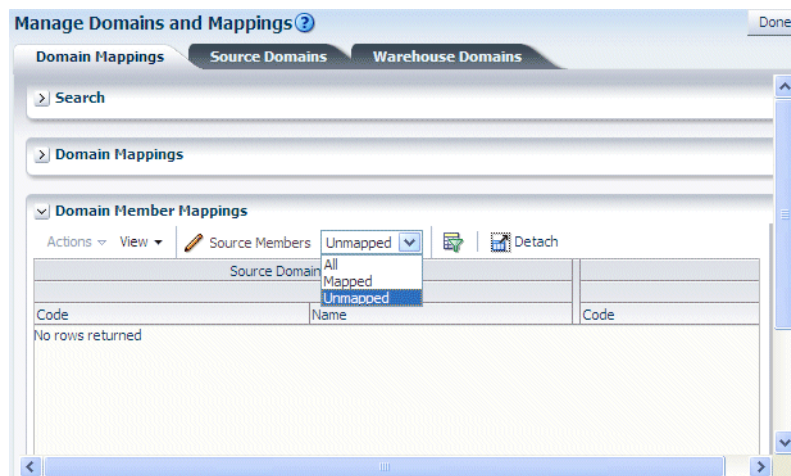 Manage Domains and Mappings ?
Done
Domain Mappings Source Domains Warehouse Domains
Search
Domain Mappings
Domain Member Mappings
Actions View Source Members Unmapped Detach
Source Domain
All
Mapped
Unmapped
Code Name Code
No rows returned